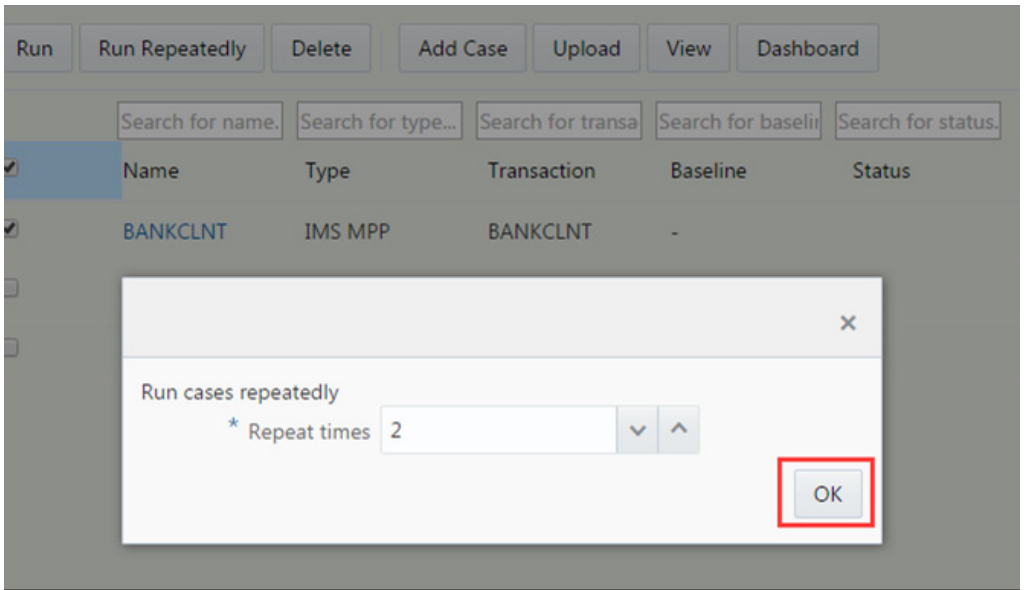 Run Run Repeatedly Delete Add Case Upload View Dashboard
Search for name. Search for type... Search for transa Search for baselin Search for status.
Name Type Transaction Baseline Status
BANKCLNT IMS MPP BANKCLNT -
×
Run cases repeatedly
* Repeat times 2
OK